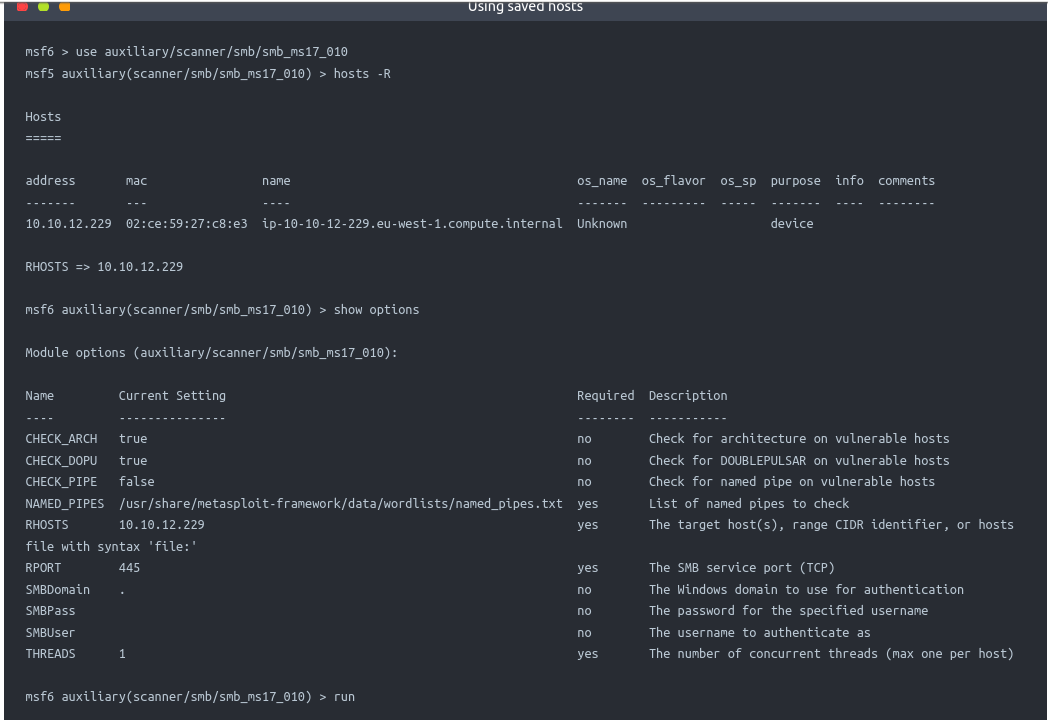 Using saved hosts
msf6 > use auxiliary/scanner/smb/smb_ms17_010
msf5 auxiliary(scanner/smb/smb_ms17_010) > hosts -R
Hosts
=====
address       mac                name                                        os_name  os_flavor  os_sp  purpose  info  comments
-------       ---                ----                                        -------  ---------  -----  -------  ----  --------
10.10.12.229  02:ce:59:27:c8:e3  ip-10-10-12-229.eu-west-1.compute.internal  Unknown                    device
RHOSTS => 10.10.12.229
msf6 auxiliary(scanner/smb/smb_ms17_010) > show options
Module options (auxiliary/scanner/smb/smb_ms17_010):
Name         Current Setting                                                 Required  Description
----         ---------------                                                 --------  -----------
CHECK_ARCH   true                                                            no        Check for architecture on vulnerable hosts
CHECK_DOPU   true                                                            no        Check for DOUBLEPULSAR on vulnerable hosts
CHECK_PIPE   false                                                           no        Check for named pipe on vulnerable hosts
NAMED_PIPES  /usr/share/metasploit-framework/data/wordlists/named_pipes.txt  yes       List of named pipes to check
RHOSTS       10.10.12.229                                                    yes       The target host(s), range CIDR identifier, or hosts
file with syntax 'file:'
RPORT        445                                                             yes       The SMB service port (TCP)
SMBDomain    .                                                               no        The Windows domain to use for authentication
SMBPass                                                                      no        The password for the specified username
SMBUser                                                                      no        The username to authenticate as
THREADS      1                                                               yes       The number of concurrent threads (max one per host)
msf6 auxiliary(scanner/smb/smb_ms17_010) > run